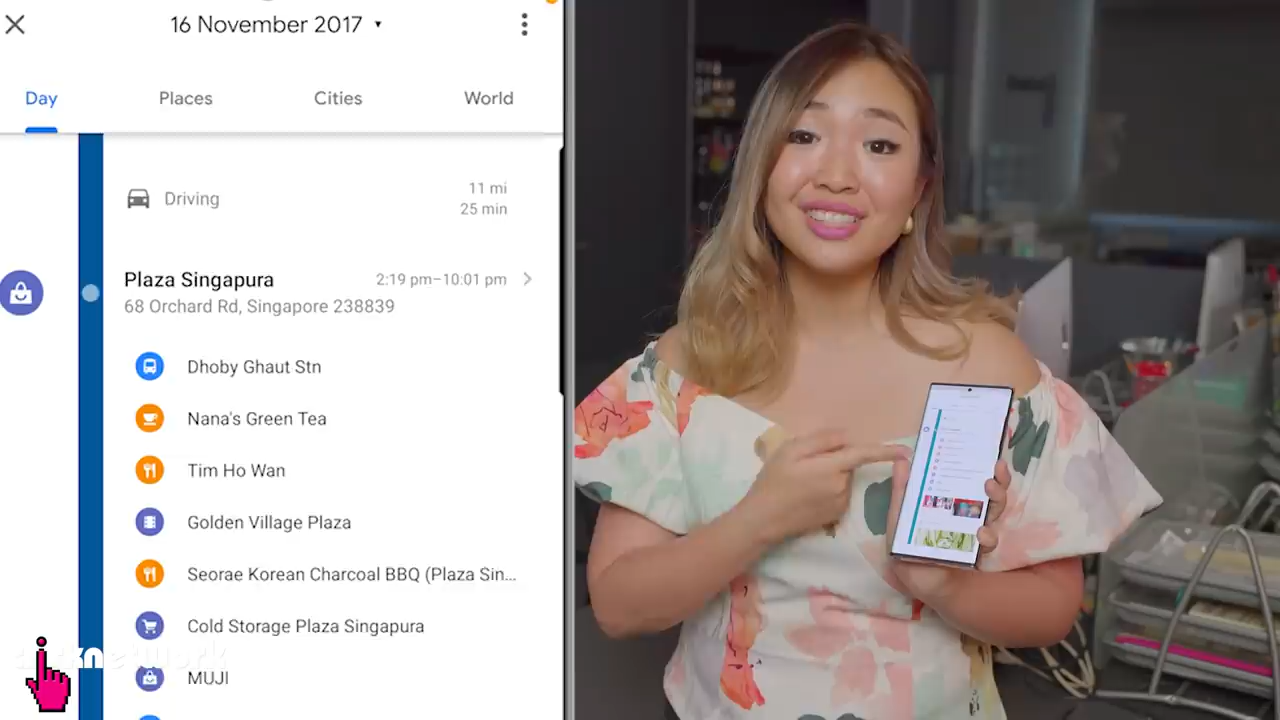 16 November 2017
Day Places Cities World
Driving 11 mi
25 min
Plaza Singapura 2:19 pm–10:01 pm
68 Orchard Rd, Singapore 238839
Dhoby Ghaut Stn
Nana's Green Tea
Tim Ho Wan
Golden Village Plaza
Seorae Korean Charcoal BBQ (Plaza Sin...
Cold Storage Plaza Singapura
clicknetwork
MUJI